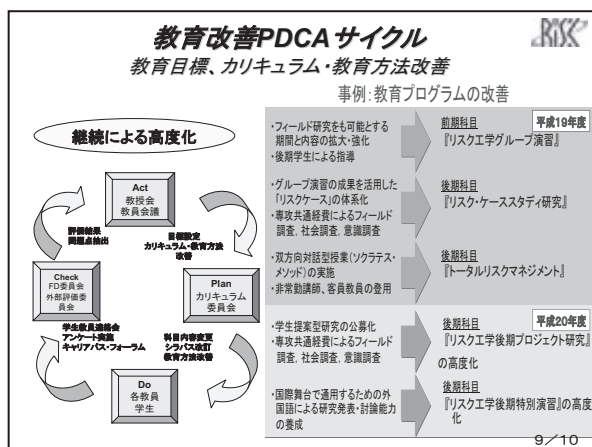 教育改善PDCAサイクル
RISK
教育目標、カリキュラム・教育方法改善
事例:教育プログラムの改善
継続による高度化
Act
教授会
教員会議
評価結果
問題点抽出
目標設定
カリキュラム・教育方法
改善
Check
FD委員会
外部評価委
員会
Plan
カリキュラム
委員会
学生教員連絡会
アンケート実施
キャリアパス・フォーラム
科目内容変更
シラバス改訂
教育方法改善
Do
各教員
学生
・フィールド研究をも可能とする
期間と内容の拡大・強化
・後期学生による指導
前期科目
平成19年度
『リスク工学グループ演習』
・グループ演習の成果を活用した
「リスクケース」の体系化
・専攻共通経費によるフィールド
調査, 社会調査, 意識調査
後期科目
『リスク・ケーススタディ研究』
・双方向対話型授業(ソクラテス・
メソッド)の実施
・非常勤講師、客員教員の登用
後期科目
『トータルリスクマネジメント』
・学生提案型研究の公募化
・専攻共通経費によるフィールド
調査, 社会調査, 意識調査
後期科目
平成20年度
『リスク工学後期プロジェクト研究』
の高度化
・国際舞台で通用するための外
国語による研究発表・討論能力
の養成
後期科目
『リスク工学後期特別演習』の高度
化
9/10